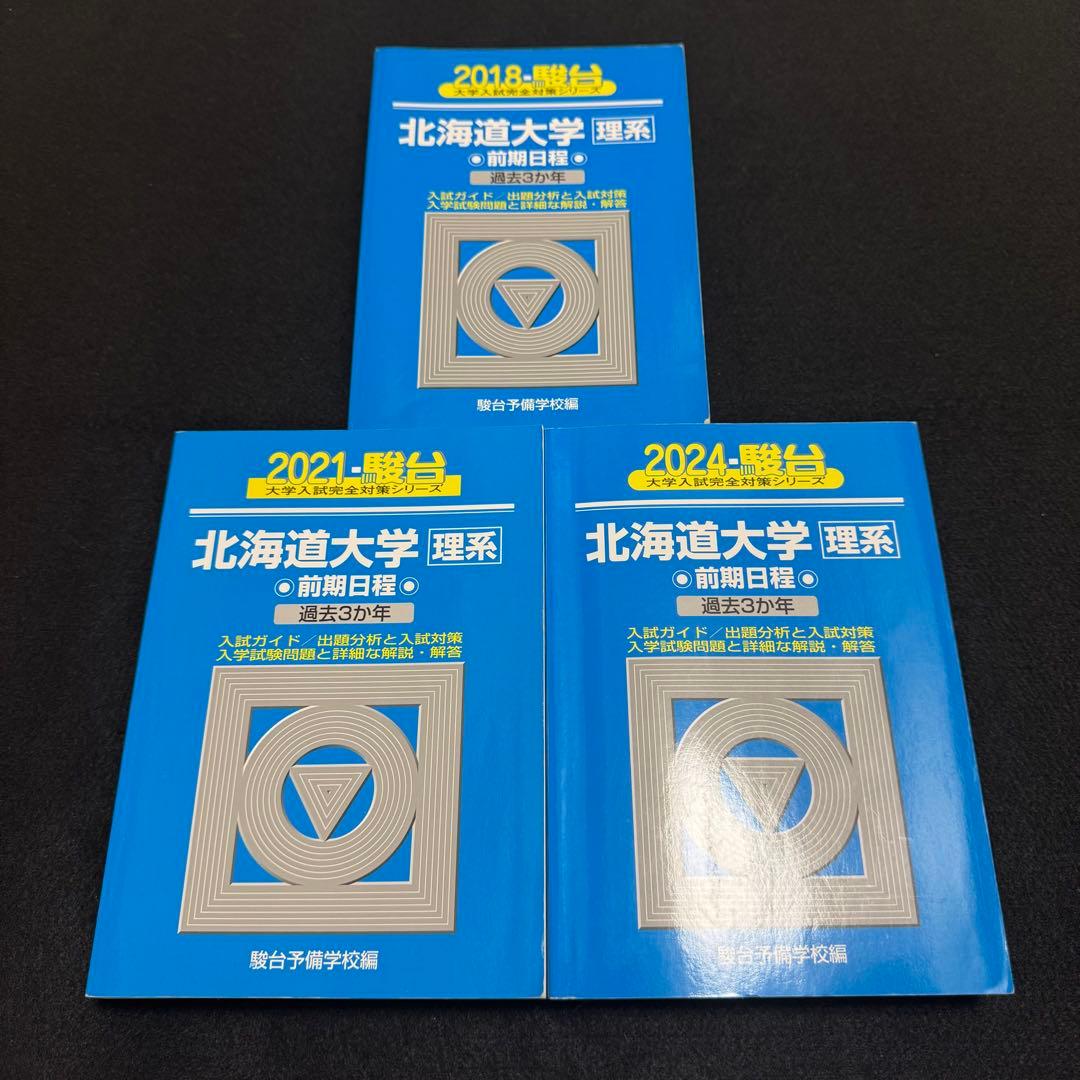 2018-駿台
大学入試完全対策シリーズ
北海道大学 理系
前期日程
過去3か年
入試ガイド/出題分析と入試対策
入学試験問題と詳細な解説・解答
駿台予備学校編
2021-駿台
大学入試完全対策シリーズ
北海道大学 理系
前期日程
過去3か年
入試ガイド/出題分析と入試対策
入学試験問題と詳細な解説・解答
駿台予備学校編
2024-駿台
大学入試完全対策シリーズ
北海道大学 理系
前期日程
過去3か年
入試ガイド/出題分析と入試対策
入学試験問題と詳細な解説・解答
駿台予備学校編